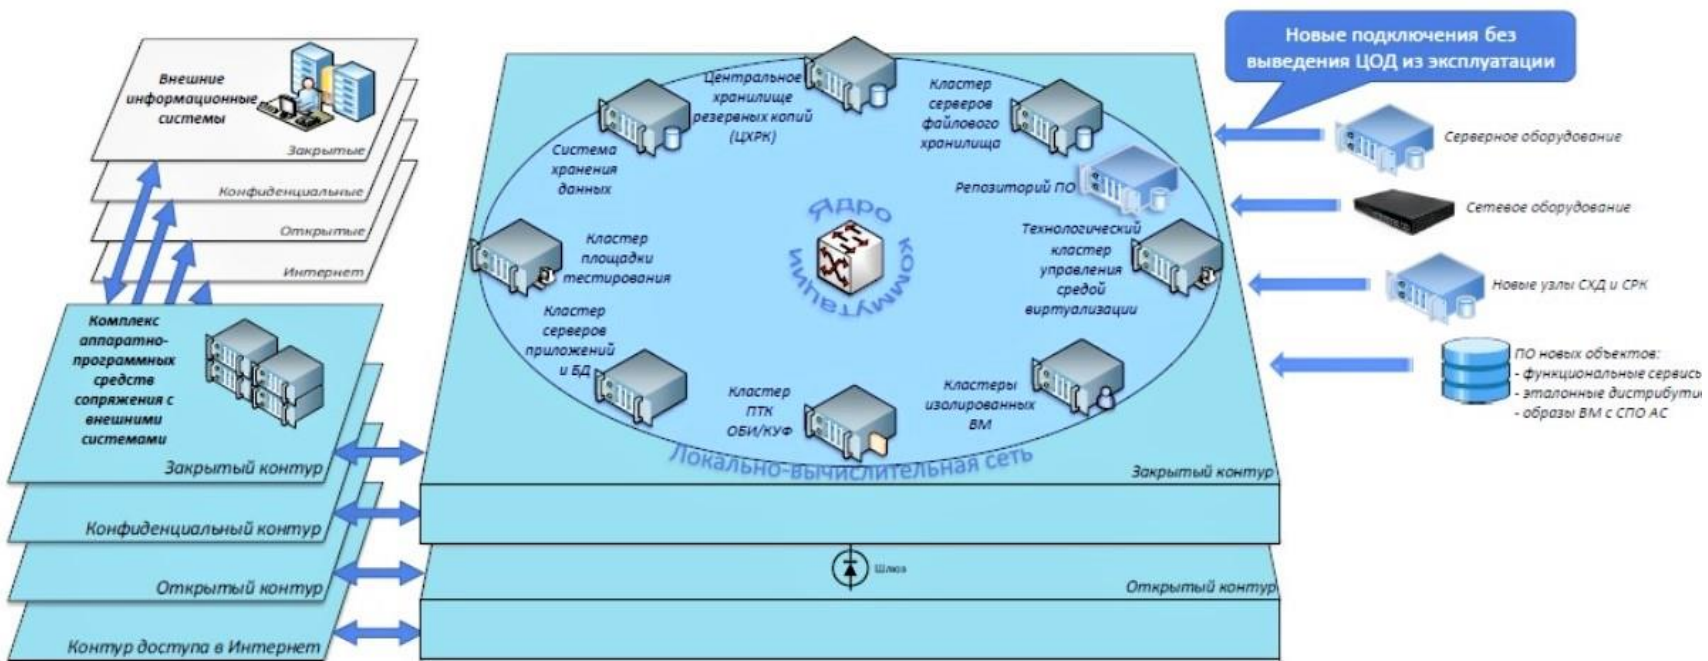 Новые подключения без
выведения ЦОД из эксплуатации
Внешние
информационные
системы
Закрытые
Конфиденциальные
Открытые
Интернет
Комплекс
аппаратно-
программных
средств
сопряжения с
внешними
системами
Закрытый контур
Конфиденциальный контур
Открытый контур
Контур доступа в Интернет
Центральное
хранилище
резервных копий
(ЦХРК)
Кластер
серверов
файлового
хранилища
Система
хранения
данных
Репозиторий ПО
Ядро коммутации
Кластер
площадки
тестирования
Технологический
кластер
управления
средой
виртуализации
Кластер
серверов
приложений
и БД
Кластер
ПТК
ОБИ/КУФ
Кластеры
изолированных
ВМ
Локально-вычислительная сеть
Закрытый контур
Шлюз
Открытый контур
Серверное оборудование
Сетевое оборудование
Новые узлы СХД и СРК
ПО новых объектов:
- функциональные сервисы
- эталонные дистрибутив
- образы ВМ с СПО АС